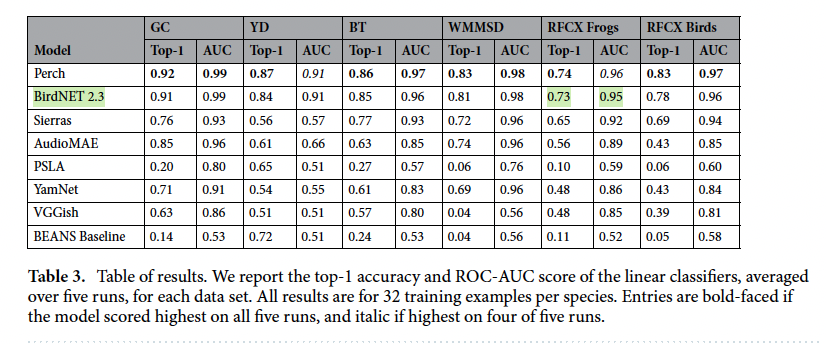 GC YD BT WMMSD RFCX Frogs RFCX Birds
Model Top-1 AUC Top-1 AUC Top-1 AUC Top-1 AUC Top-1 AUC Top-1 AUC
Perch 0.92 0.99 0.87 0.91 0.86 0.97 0.83 0.98 0.74 0.96 0.83 0.97
BirdNET 2.3 0.91 0.99 0.84 0.91 0.85 0.96 0.81 0.98 0.73 0.95 0.78 0.96
Sierras 0.76 0.93 0.56 0.57 0.77 0.93 0.72 0.96 0.65 0.92 0.69 0.94
AudioMAE 0.85 0.96 0.61 0.66 0.63 0.85 0.74 0.96 0.56 0.89 0.43 0.85
PSLA 0.20 0.80 0.65 0.51 0.27 0.57 0.06 0.76 0.10 0.59 0.06 0.60
YamNet 0.71 0.91 0.54 0.55 0.61 0.83 0.69 0.96 0.48 0.86 0.43 0.84
VGGish 0.63 0.86 0.51 0.51 0.57 0.80 0.04 0.56 0.48 0.85 0.39 0.81
BEANS Baseline 0.14 0.53 0.72 0.51 0.24 0.53 0.04 0.56 0.11 0.52 0.05 0.58
Table 3. Table of results. We report the top-1 accuracy and ROC-AUC score of the linear classifiers, averaged
over five runs, for each data set. All results are for 32 training examples per species. Entries are bold-faced if
the model scored highest on all five runs, and italic if highest on four of five runs.